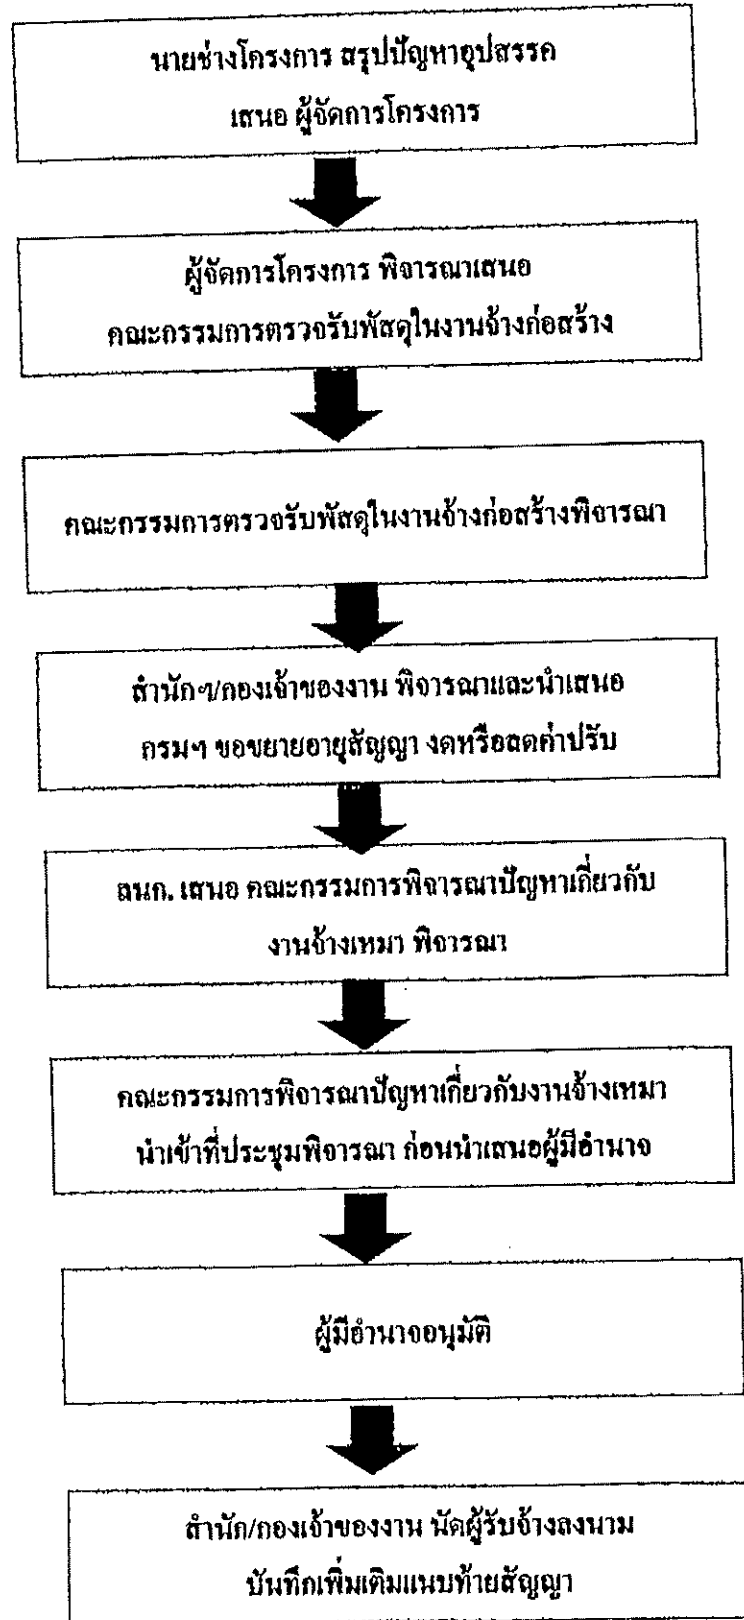 นายช่างโครงการ สรุปปัญหาอุปสรรค
เสนอ ผู้จัดการโครงการ
ผู้จัดการโครงการ พิจารณาเสนอ
คณะกรรมการตรวจรับพัสดุในงานจ้างก่อสร้าง
คณะกรรมการตรวจรับพัสดุในงานจ้างก่อสร้างพิจารณา
สำนักฯ/กองเจ้าของงาน พิจารณาและนำเสนอ
กรมฯ ขอขยายอายุสัญญา งดหรือลดค่าปรับ
ลนก. เสนอ คณะกรรมการพิจารณาปัญหาเกี่ยวกับ
งานจ้างเหมา พิจารณา
คณะกรรมการพิจารณาปัญหาเกี่ยวกับงานจ้างเหมา
นำเข้าที่ประชุมพิจารณา ก่อนนำเสนอผู้มีอำนาจ
ผู้มีอำนาจอนุมัติ
สำนัก/กองเจ้าของงาน นัดผู้รับจ้างลงนาม
บันทึกเพิ่มเติมแนบท้ายสัญญา